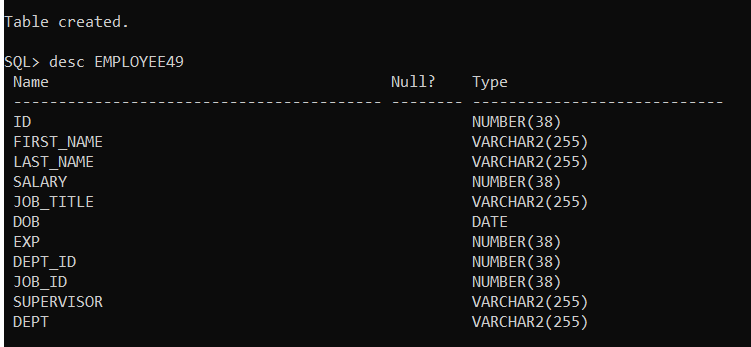 Table created.
SQL> desc EMPLOYEE49
Name Null? Type
----------------------------------------- -------- ----------------------------
ID NUMBER(38)
FIRST_NAME VARCHAR2(255)
LAST_NAME VARCHAR2(255)
SALARY NUMBER(38)
JOB_TITLE VARCHAR2(255)
DOB DATE
EXP NUMBER(38)
DEPT_ID NUMBER(38)
JOB_ID NUMBER(38)
SUPERVISOR VARCHAR2(255)
DEPT VARCHAR2(255)